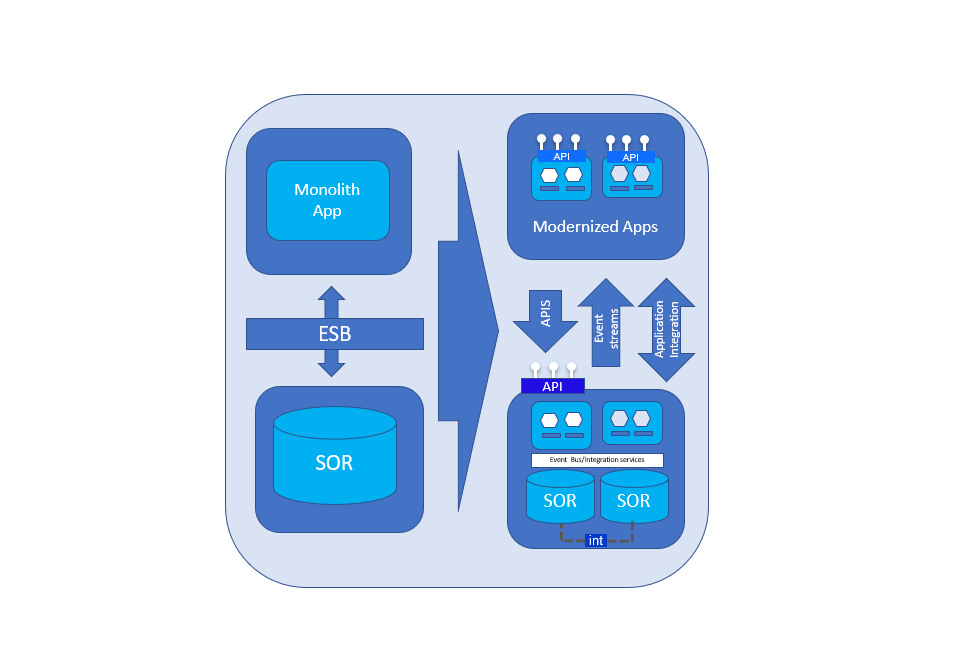 Monolith
App
ESB
SOR
API
API
Modernized Apps
APIS
Event
streams
Application
Integration
API
Event Bus/Integration services
SOR
SOR
int